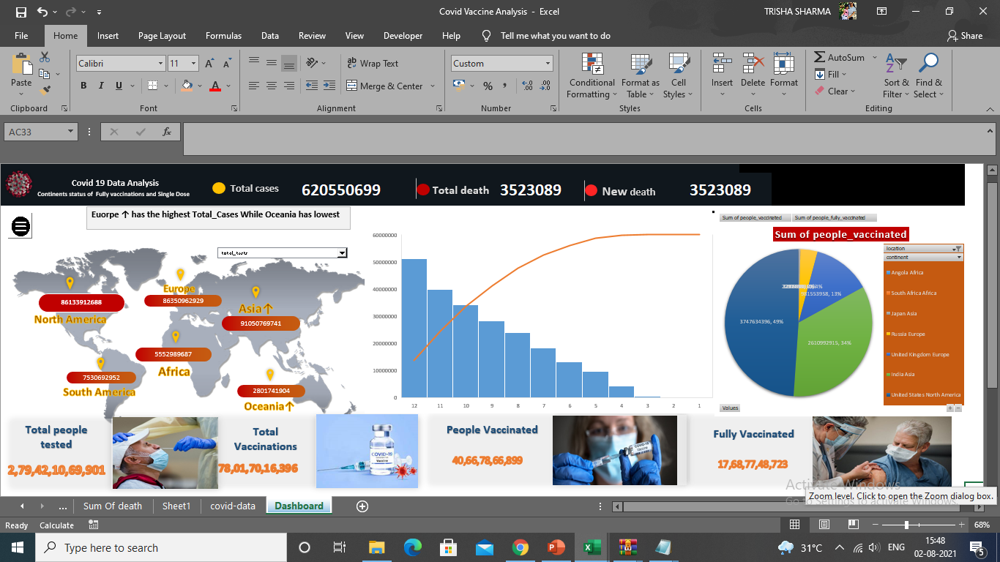 Covid Vaccine Analysis - Excel
TRISHA SHARMA
File Home Insert Page Layout Formulas Data Review View Developer Help Tell me what you want to do Share
Paste
Clipboard
Calibri 11
B I U
Font
Wrap Text
Merge & Center
Alignment
Custom
Number
Conditional Formatting
Format as Table
Cell Styles
Styles
Insert Delete Format
Cells
AutoSum
Fill
Clear
Sort & Filter
Find & Select
Editing
AC33
fx
Covid 19 Data Analysis
Continents status of Fully vaccinations and Single Dose
Total cases 620550699
Total death 3523089
New death 3523089
Euorpe ↑ has the highest Total_Cases While Oceania has lowest
total_tests
86133912688
North America
Europe
86350962929
Asia↑
91050769741
5552989687
Africa
7530692952
South America
2801741904
Oceania↑
60000000
50000000
40000000
30000000
20000000
10000000
0
12 11 10 9 8 7 6 5 4 3 2 1
Sum of people_vaccinated Sum of people_fully_vaccinated
Sum of people_vaccinated
3747634396, 49%
2610992915, 34%
location
continent
Angola Africa
South Africa Africa
Japan Asia
Russia Europe
United Kingdom Europe
India Asia
United States North America
Values
Total people
tested
2,79,42,10,69,901
Total
Vaccinations
78,01,70,16,396
COVID-19
Vaccine
People Vaccinated
40,66,78,66,899
COVID-19
Fully Vaccinated
17,68,77,48,723
Activate Windows
Go to Settings to activate Windows.
Zoom level. Click to open the Zoom dialog box.
... Sum Of death Sheet1 covid-data Dashboard
Ready Calculate
68%
Type here to search
31°C ENG
15:48
02-08-2021
5